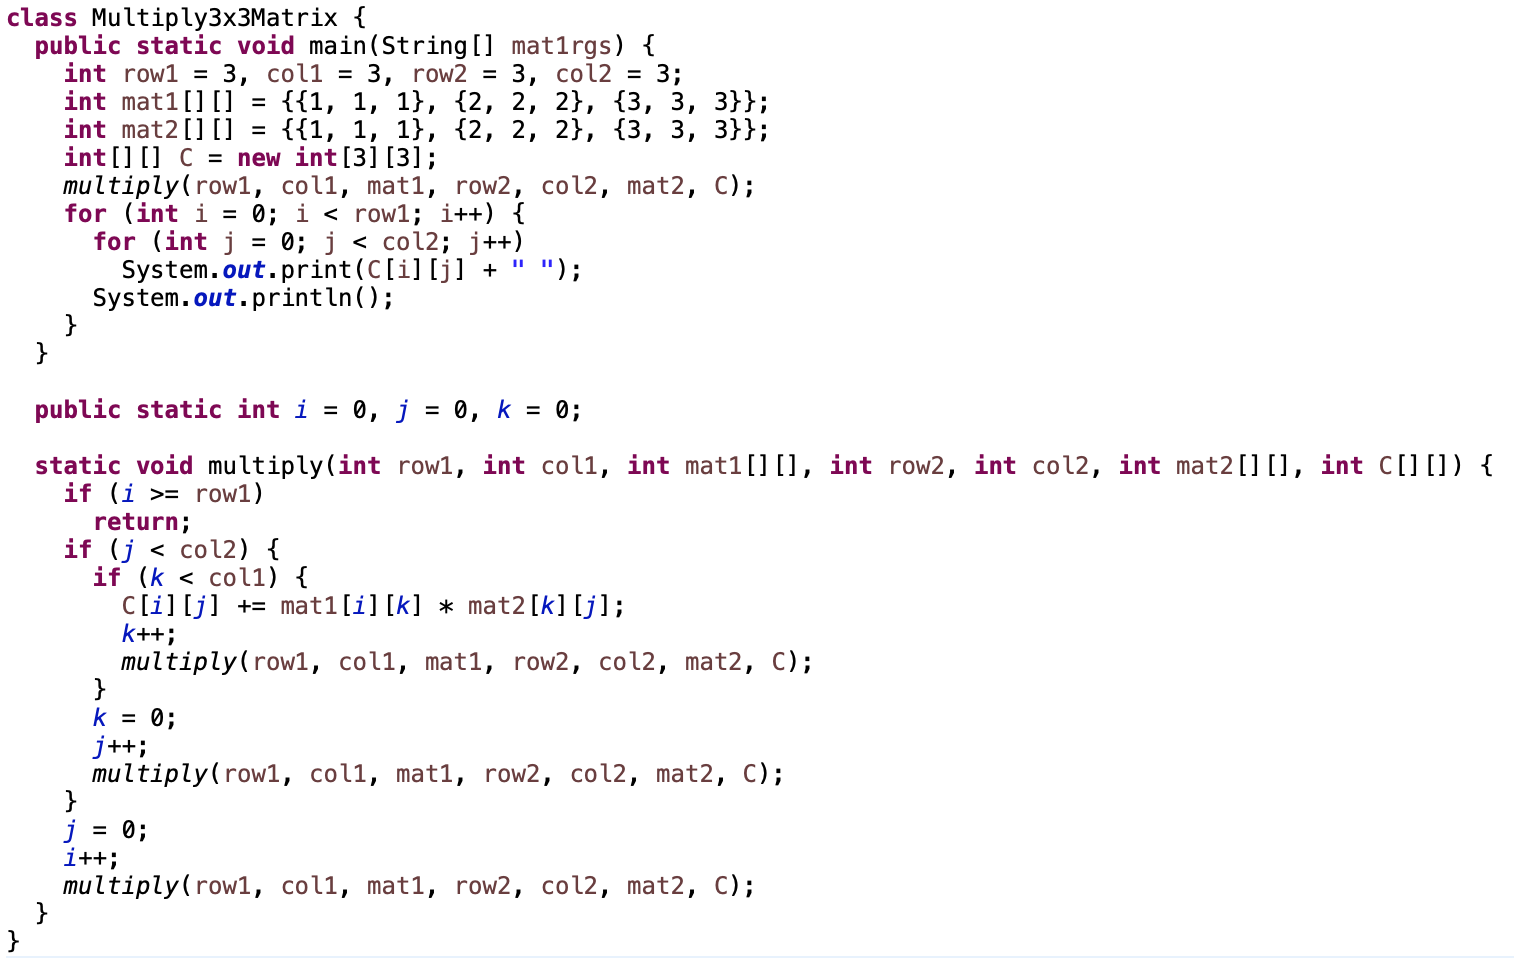 class Multiply3x3Matrix {
  public static void main(String[] mat1rgs) {
    int row1 = 3, col1 = 3, row2 = 3, col2 = 3;
    int mat1[][] = {{1, 1, 1}, {2, 2, 2}, {3, 3, 3}};
    int mat2[][] = {{1, 1, 1}, {2, 2, 2}, {3, 3, 3}};
    int[][] C = new int[3][3];
    multiply(row1, col1, mat1, row2, col2, mat2, C);
    for (int i = 0; i < row1; i++) {
      for (int j = 0; j < col2; j++)
        System.out.print(C[i][j] + " ");
      System.out.println();
    }
  }

  public static int i = 0, j = 0, k = 0;

  static void multiply(int row1, int col1, int mat1[][], int row2, int col2, int mat2[][], int C[][]) {
    if (i >= row1)
      return;
    if (j < col2) {
      if (k < col1) {
        C[i][j] += mat1[i][k] * mat2[k][j];
        k++;
        multiply(row1, col1, mat1, row2, col2, mat2, C);
      }
      k = 0;
      j++;
      multiply(row1, col1, mat1, row2, col2, mat2, C);
    }
    j = 0;
    i++;
    multiply(row1, col1, mat1, row2, col2, mat2, C);
  }
}